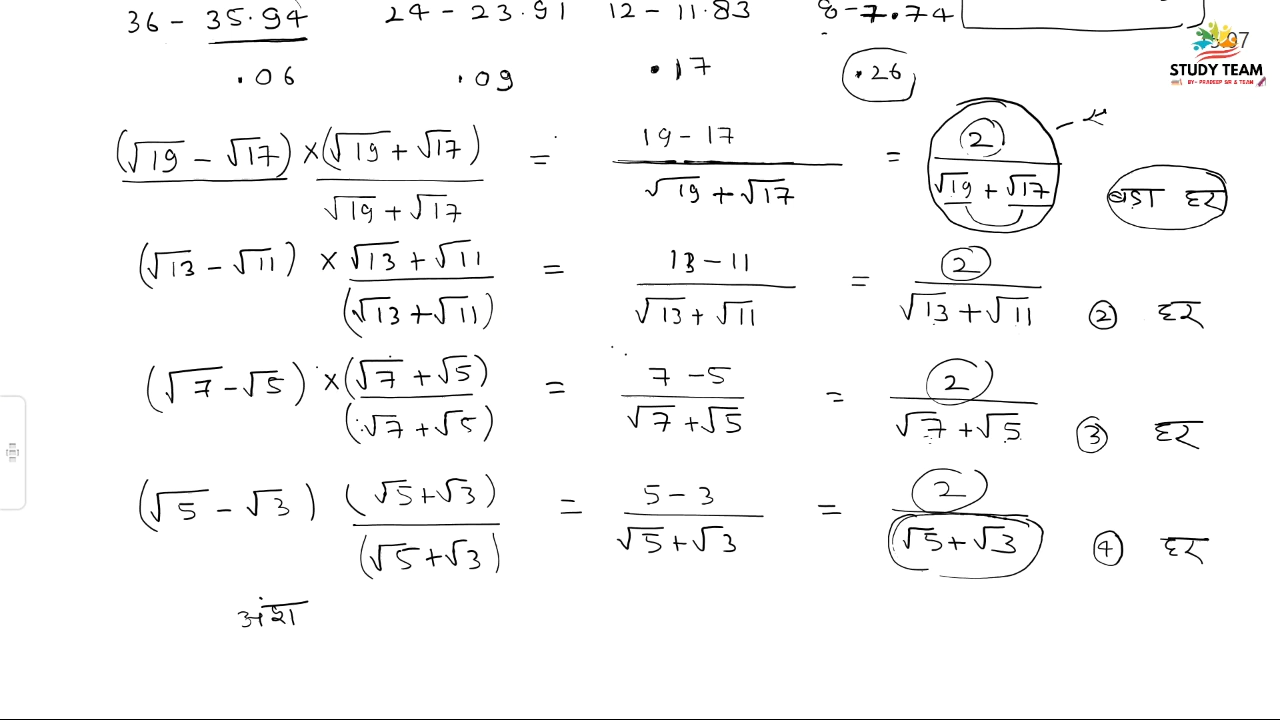 36 - 35.94 24 - 23.91 12 - 11.83 8 - 7.74
.06 .09 .17 .26
STUDY TEAM
BY- PRADEEP SIR & TEAM
(√19 - √17) × (√19 + √17) / √19 + √17 = 19 - 17 / √19 + √17 = 2 / √19 + √17 बड़ा हर
(√13 - √11) × √13 + √11 / (√13 + √11) = 13 - 11 / √13 + √11 = 2 / √13 + √11 ② हर
(√7 - √5) × (√7 + √5) / (√7 + √5) = 7 - 5 / √7 + √5 = 2 / √7 + √5 ③ हर
(√5 - √3) (√5 + √3) / (√5 + √3) = 5 - 3 / √5 + √3 = 2 / √5 + √3 ④ हर
अंश